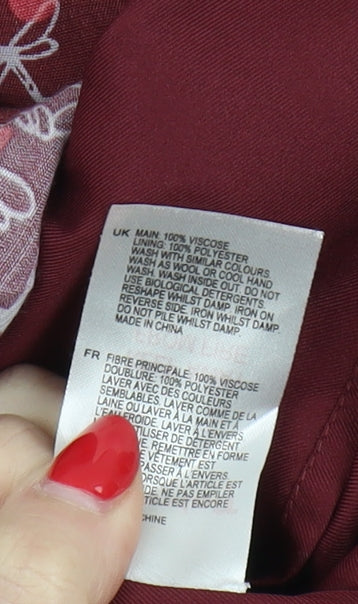 UK MAIN: 100% VISCOSE
LINING: 100% POLYESTER
WASH WITH SIMILAR COLOURS
WASH AS WOOL OR COOL HAND
WASH. WASH INSIDE OUT. DO NOT
USE BIOLOGICAL DETERGENTS
RESHAPE WHILST DAMP. IRON ON
REVERSE SIDE. IRON WHILST DAMP.
DO NOT PILE WHILST DAMP.
MADE IN CHINA
FR FIBRE PRINCIPALE: 100% VISCOSE
DOUBLURE: 100% POLYESTER
LAVER AVEC DES COULEURS
SEMBLABLES. LAVER COMME DE LA
LAINE OU LAVER À LA MAIN ET À
L'EAU FROIDE. LAVER À L'ENVERS
UTILISER DE DETERGENT
REMETTRE EN FORME
VÊTEMENT EST
REPASSER À L'ENVERS.
LORSQUE L'ARTICLE EST
NE PAS EMPILER
ARTICLE EST ENCORE
CHINE